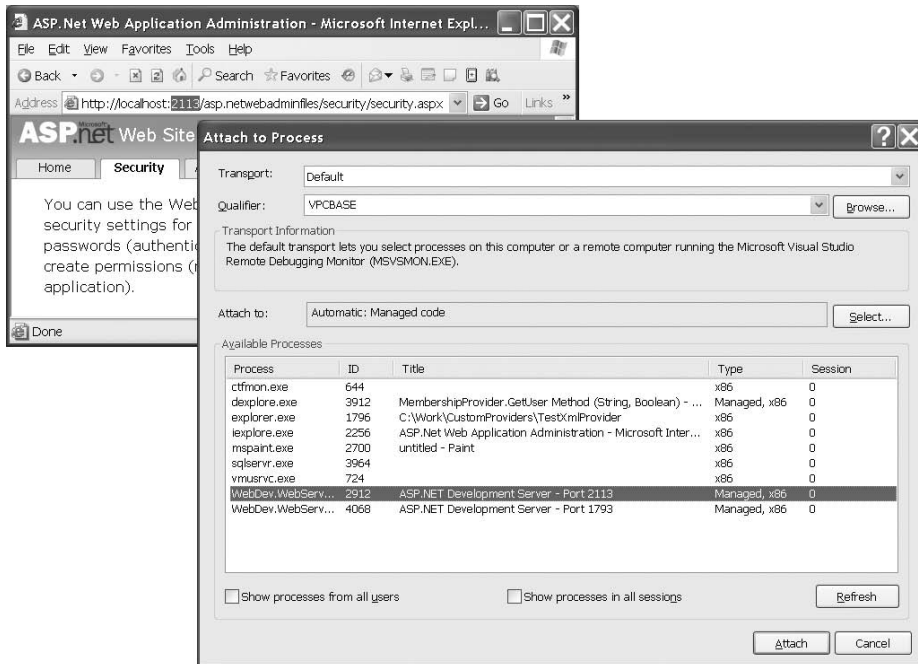 ASP.Net Web Application Administration - Microsoft Internet Expl...
File Edit View Favorites Tools Help
Back Search Favorites
Address http://localhost:2113/asp.netwebadminfiles/security/security.aspx Go Links »
Microsoft
ASP.net Web Site
Home Security
You can use the Web
security settings for
passwords (authentic
create permissions (r
application).
Done
Attach to Process
Transport: Default
Qualifier: VPCBASE Browse...
Transport Information
The default transport lets you select processes on this computer or a remote computer running the Microsoft Visual Studio
Remote Debugging Monitor (MSVSMON.EXE).
Attach to: Automatic: Managed code Select...
Available Processes
Process ID Title Type Session
ctfmon.exe 644 x86 0
dexplore.exe 3912 MembershipProvider.GetUser Method (String, Boolean) - ... Managed, x86 0
explorer.exe 1796 C:\Work\CustomProviders\TestXmlProvider x86 0
iexplore.exe 2256 ASP.Net Web Application Administration - Microsoft Inter... x86 0
mspaint.exe 2700 untitled - Paint x86 0
sqlservr.exe 3964 x86 0
vmusrvc.exe 724 x86 0
WebDev.WebServ... 2912 ASP.NET Development Server - Port 2113 Managed, x86 0
WebDev.WebServ... 4068 ASP.NET Development Server - Port 1793 Managed, x86 0
Show processes from all users Show processes in all sessions Refresh
Attach Cancel